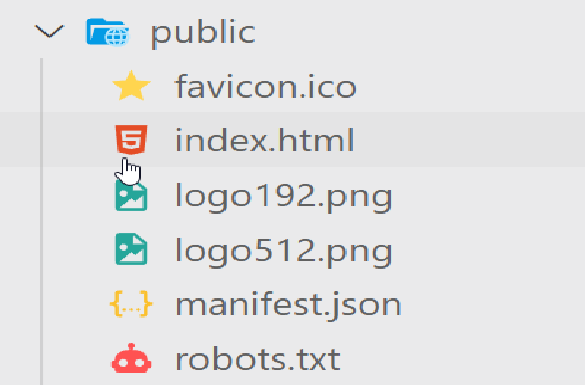 public
favicon.ico
index.html
logo192.png
logo512.png
manifest.json
robots.txt